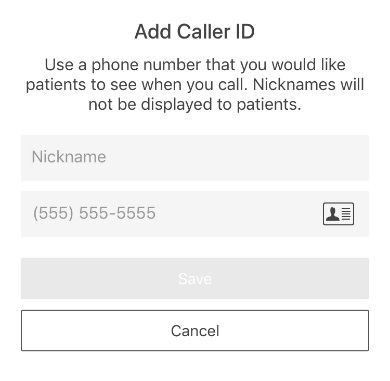 Add Caller ID
Use a phone number that you would like
patients to see when you call. Nicknames will
not be displayed to patients.
Nickname
(555) 555-5555
Save
Cancel